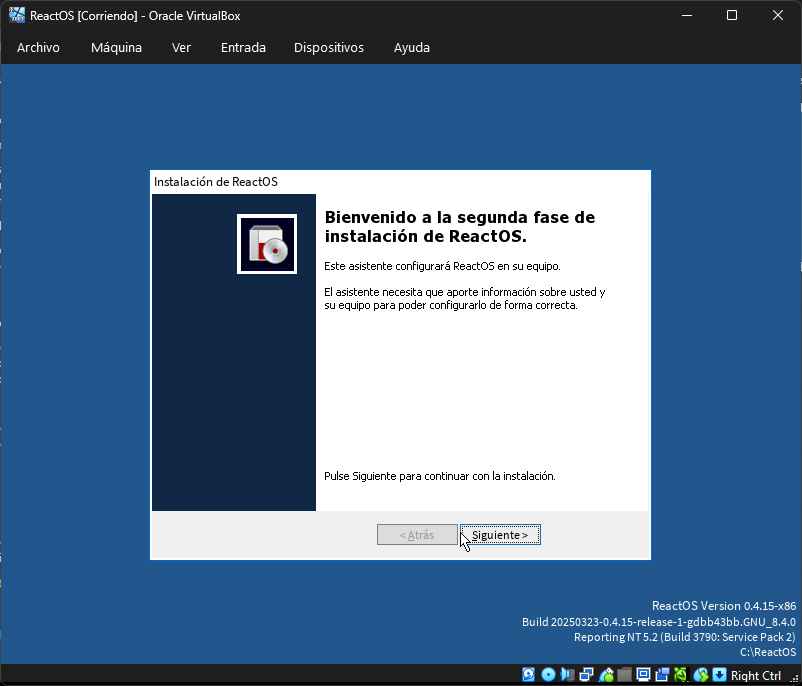 ReactOS [Corriendo] - Oracle VirtualBox
Archivo Máquina Ver Entrada Dispositivos Ayuda
Instalación de ReactOS
Bienvenido a la segunda fase de
instalación de ReactOS.
Este asistente configurará ReactOS en su equipo.
El asistente necesita que aporte información sobre usted y
su equipo para poder configurarlo de forma correcta.
Pulse Siguiente para continuar con la instalación.
< Atrás Siguiente >
ReactOS Version 0.4.15-x86
Build 20250323-0.4.15-release-1-gdbb43bb.GNU_8.4.0
Reporting NT 5.2 (Build 3790: Service Pack 2)
C:\ReactOS
Right Ctrl